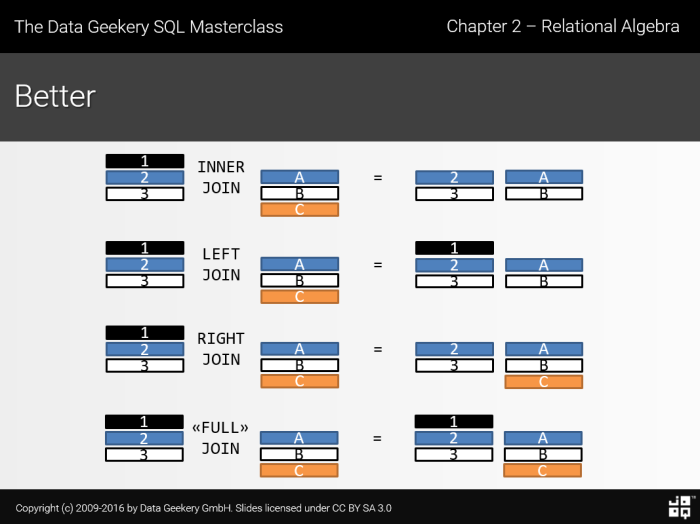 The Data Geekery SQL Masterclass
Chapter 2 – Relational Algebra
Better
1
2
3
INNER
JOIN
A
B
C
=
2
3
A
B
1
2
3
LEFT
JOIN
A
B
C
=
1
2
3
A
B
1
2
3
RIGHT
JOIN
A
B
C
=
2
3
A
B
C
1
2
3
«FULL»
JOIN
A
B
C
=
1
2
3
A
B
C
Copyright (c) 2009-2016 by Data Geekery GmbH. Slides licensed under CC BY SA 3.0
JOOQ
™